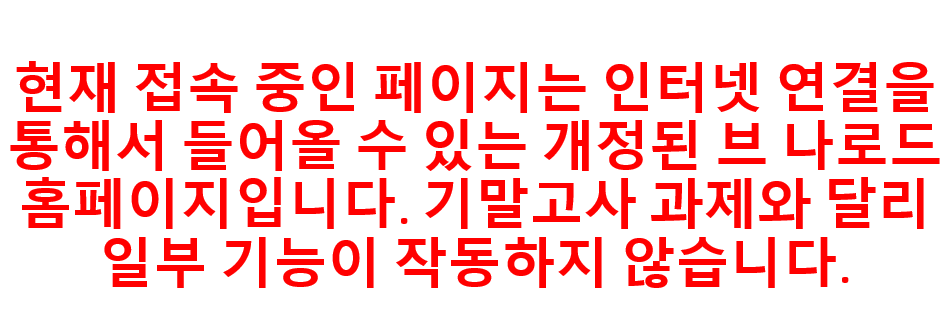 현재 접속 중인 페이지는 인터넷 연결을
통해서 들어올 수 있는 개정된 브 나로드
홈페이지입니다. 기말고사 과제와 달리
일부 기능이 작동하지 않습니다.